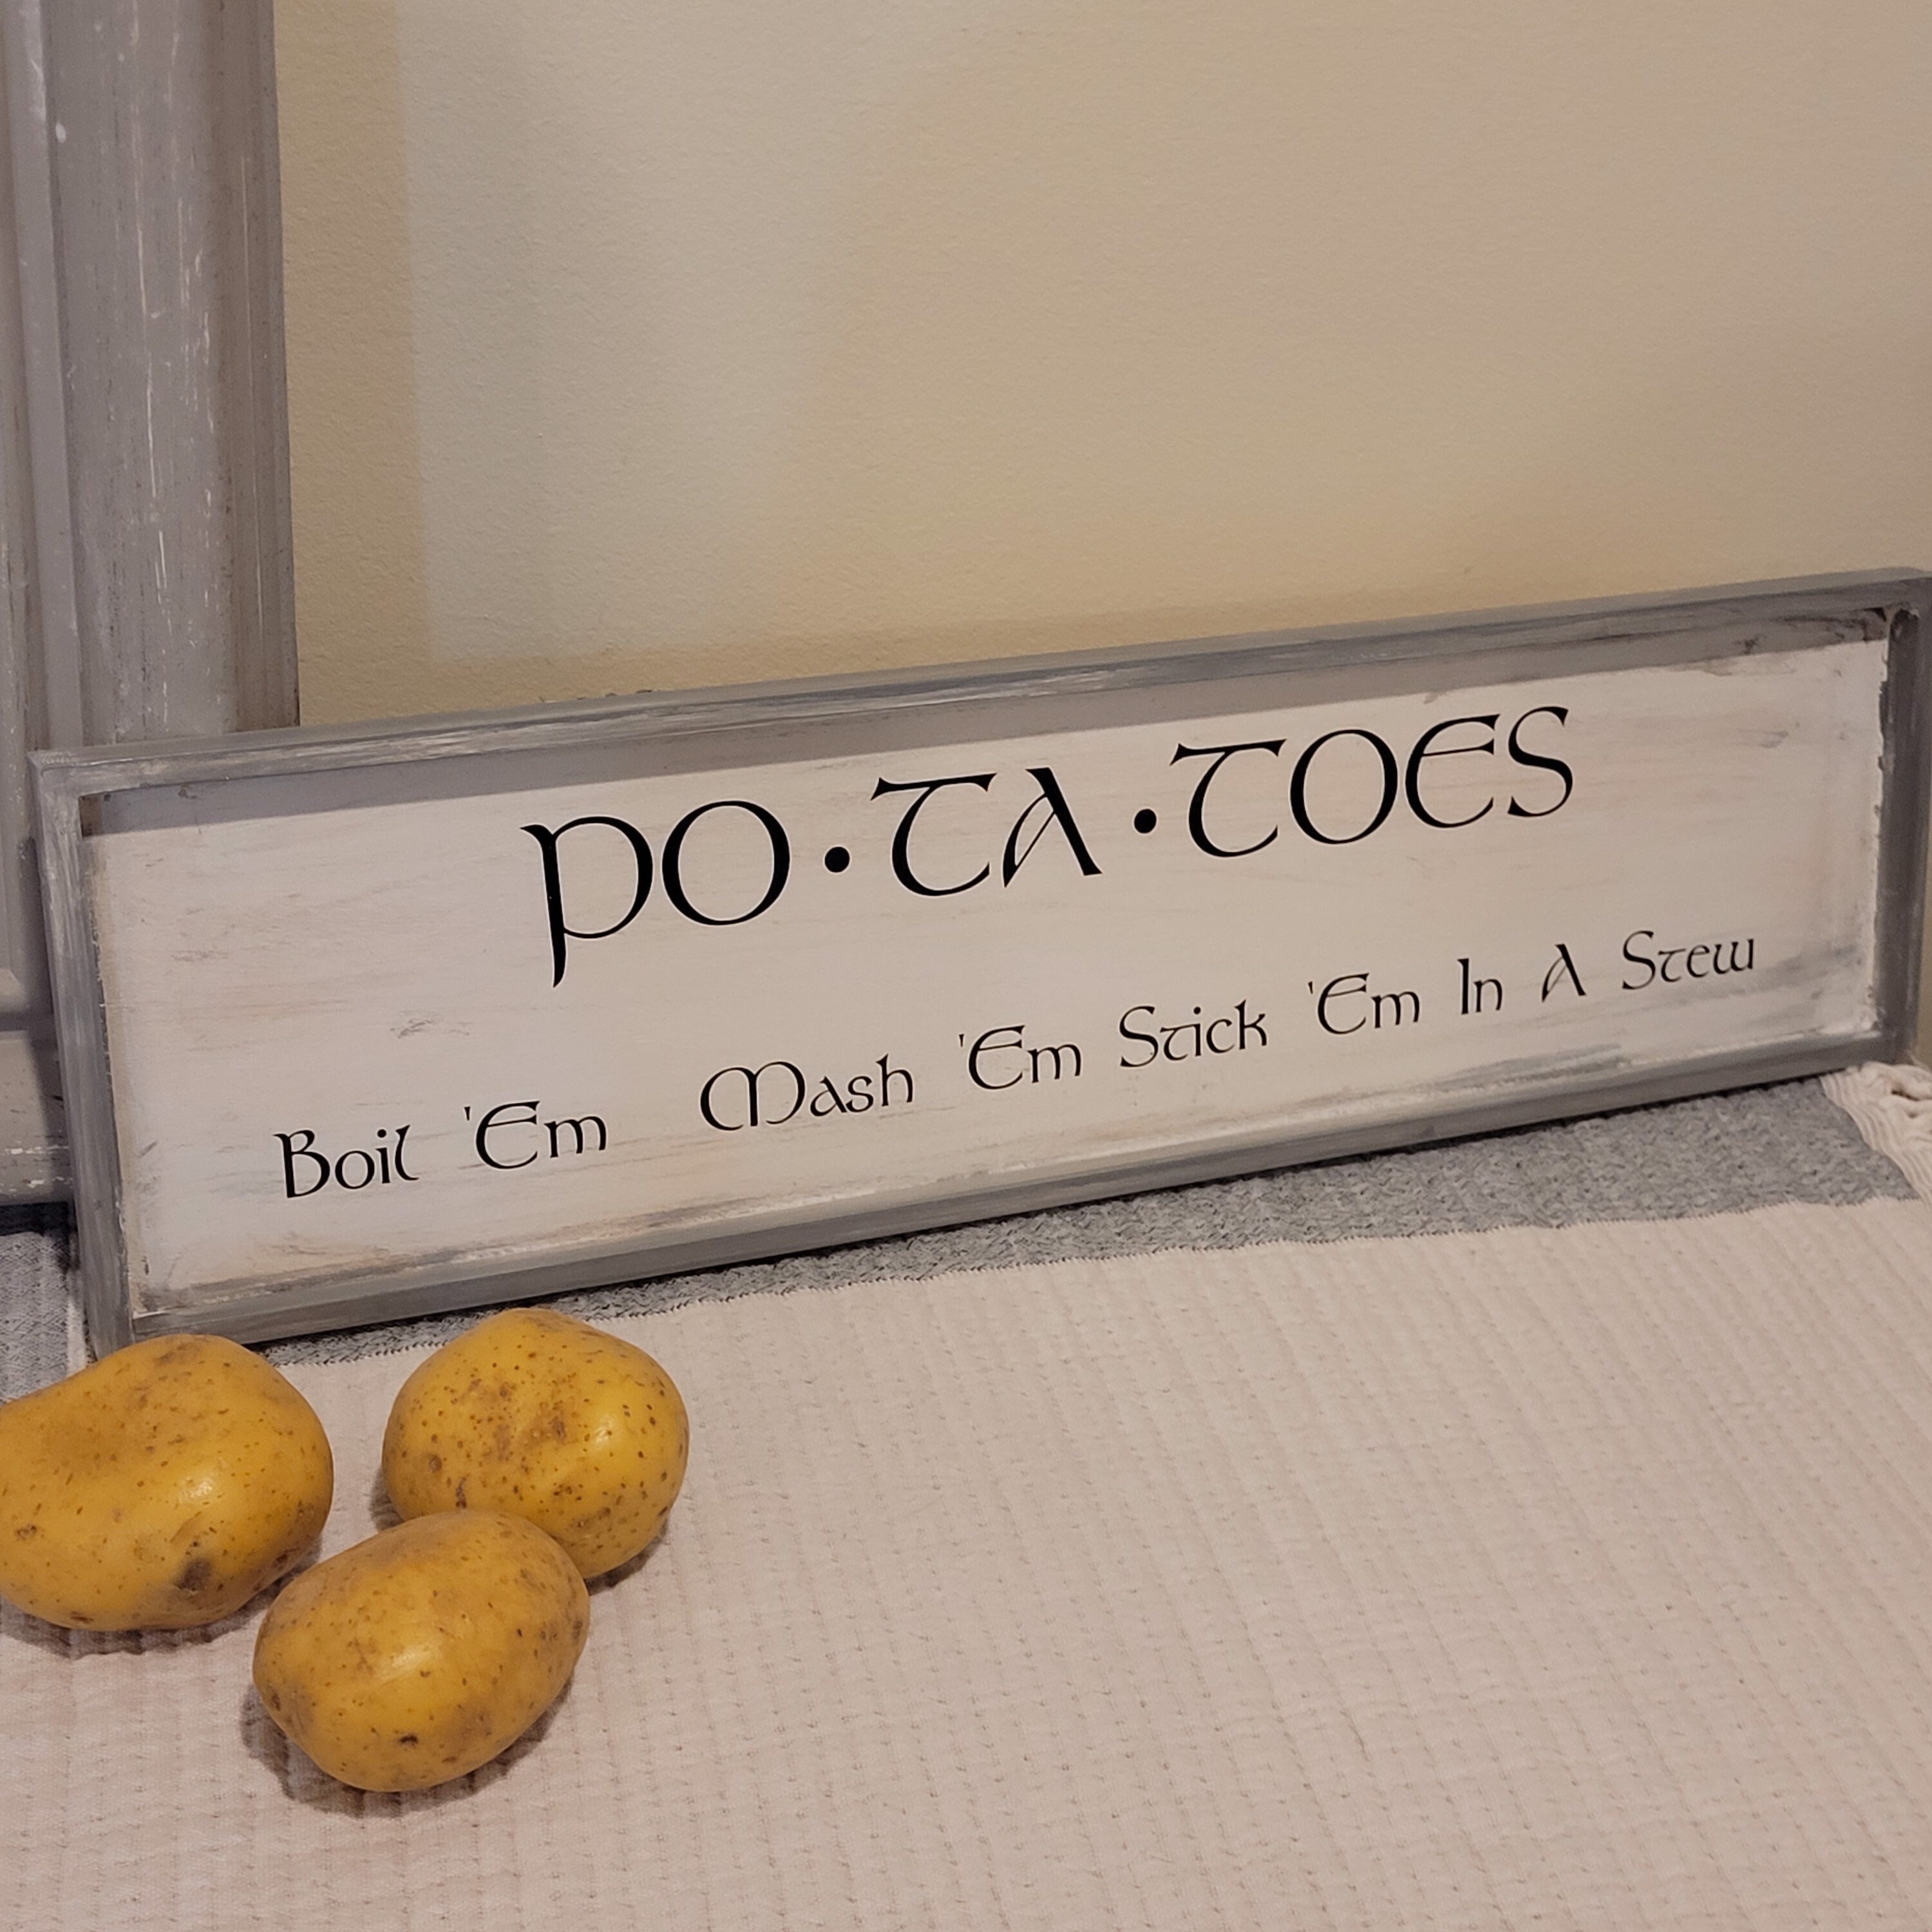 PO•TA•TOES
Boil 'Em Mash 'Em Stick 'Em In A Stew